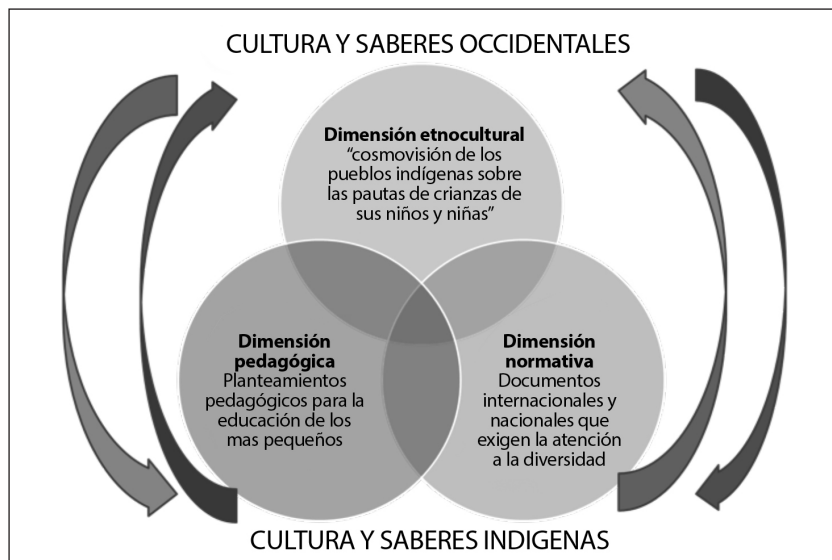 CULTURA Y SABERES OCCIDENTALES
Dimensión etnocultural
“cosmovisión de los
pueblos indígenas sobre
las pautas de crianzas de
sus niños y niñas”
Dimensión
pedagógica
Planteamientos
pedagógicos para la
educación de los
mas pequeños
Dimensión
normativa
Documentos
internacionales y
nacionales que
exigen la atención
a la diversidad
CULTURA Y SABERES INDIGENAS